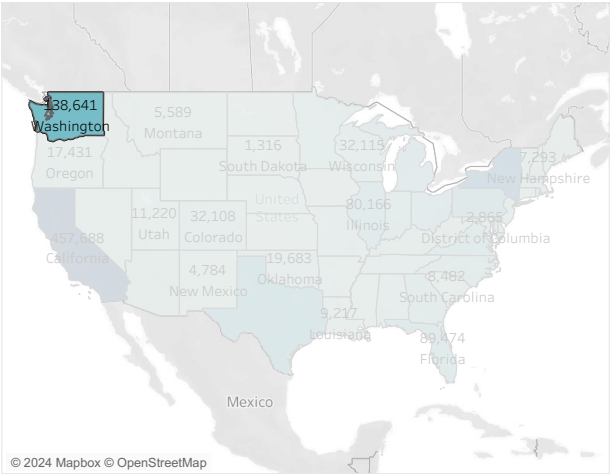 138,641
Washington
5,589
Montana
17,431
Oregon
1,316
South Dakota
32,115
Wisconsin
7,293
New Hampshire
United
States
11,220
Utah
32,108
Colorado
80,166
Illinois
2,865
District of Columbia
457,688
California
4,784
New Mexico
19,683
Oklahoma
8,482
South Carolina
9,217
Louisiana
89,474
Florida
Mexico
© 2024 Mapbox © OpenStreetMap